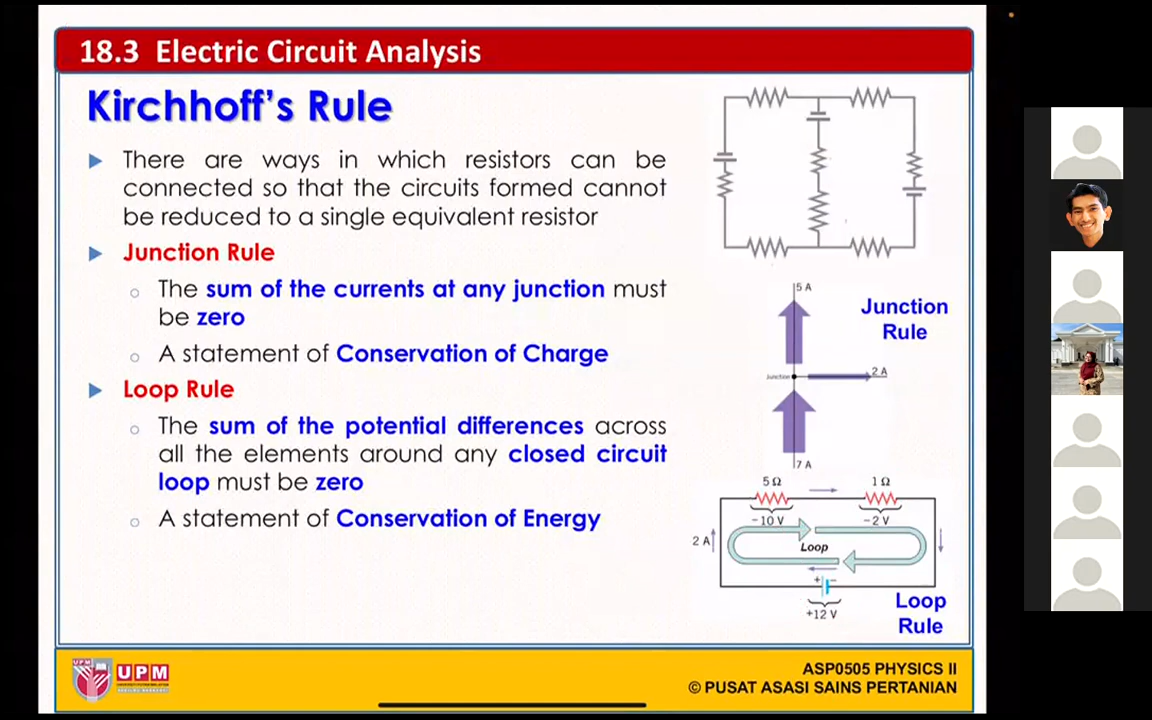 18.3 Electric Circuit Analysis
Kirchhoff's Rule
There are ways in which resistors can be
connected so that the circuits formed cannot
be reduced to a single equivalent resistor
Junction Rule
The sum of the currents at any junction must
be zero
A statement of Conservation of Charge
Loop Rule
The sum of the potential differences across
all the elements around any closed circuit
loop must be zero
A statement of Conservation of Energy
5 A
Junction
Rule
Junction
2 A
7 A
5 Ω
1 Ω
− 10 V
− 2 V
2 A
Loop
+ −
+12 V
Loop
Rule
UPM
UPM
ASP0505 PHYSICS II
© PUSAT ASASI SAINS PERTANIAN